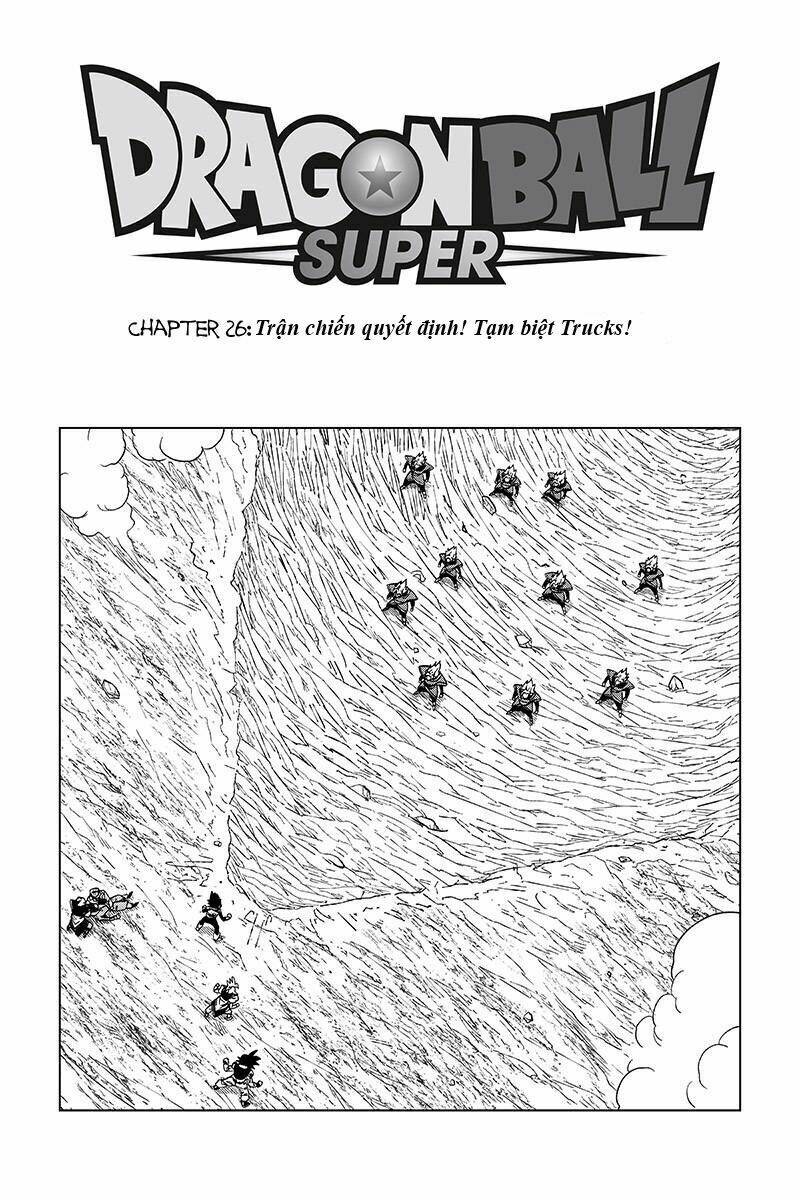 DRAGON BALL
SUPER
CHAPTER 26: Trận chiến quyết định! Tạm biệt Trucks!